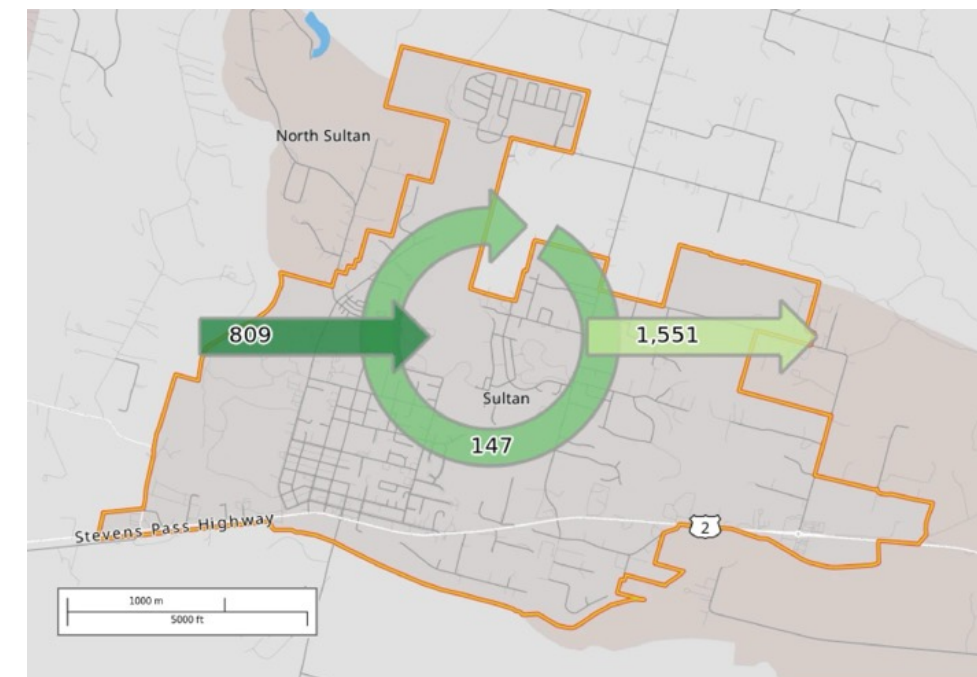 North Sultan
809
1,551
Sultan
147
Stevens Pass Highway
2
1000 m
5000 ft